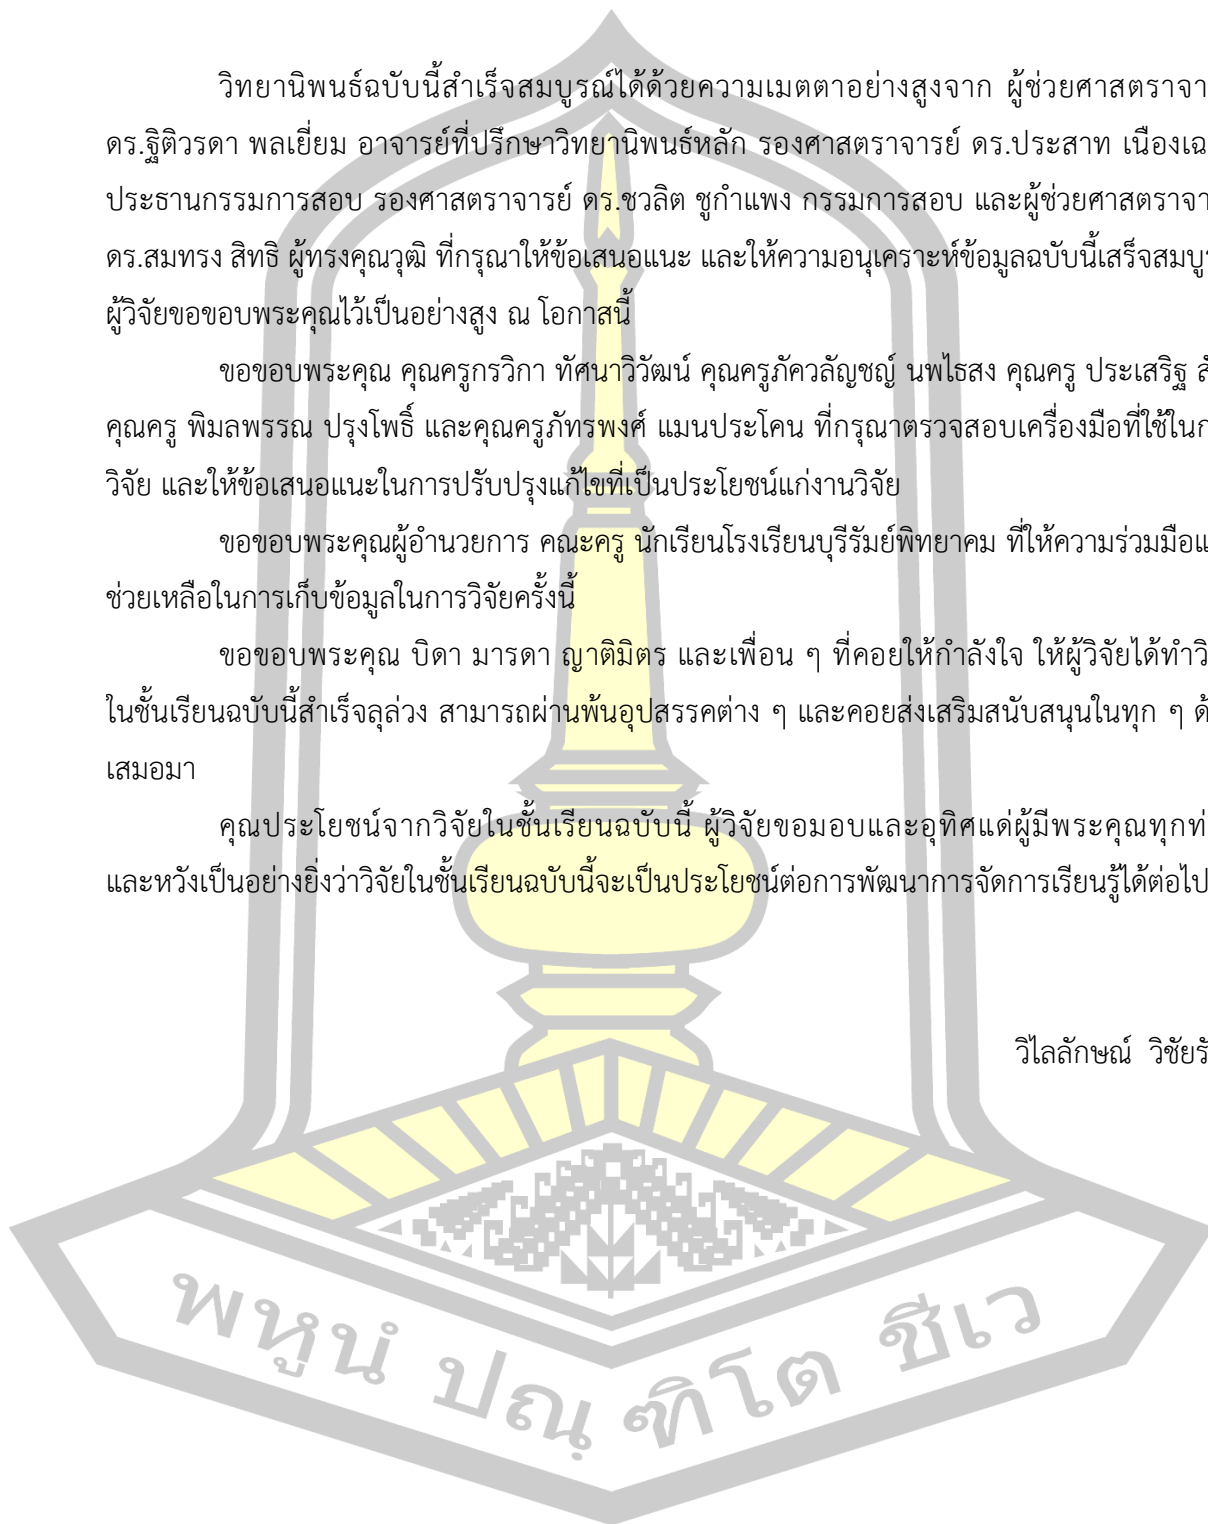 วิทยานิพนธ์ฉบับนี้สำเร็จสมบูรณ์ได้ด้วยความเมตตาอย่างสูงจาก ผู้ช่วยศาสตราจา
ดร.ฐิติวรดา พลเยี่ยม อาจารย์ที่ปรึกษาวิทยานิพนธ์หลัก รองศาสตราจารย์ ดร.ประสาท เนืองเฉ
ประธานกรรมการสอบ รองศาสตราจารย์ ดร.ชวลิต ชูกำแพง กรรมการสอบ และผู้ช่วยศาสตราจา
ดร.สมทรง สิทธิ ผู้ทรงคุณวุฒิ ที่กรุณาให้ข้อเสนอแนะ และให้ความอนุเคราะห์ข้อมูลฉบับนี้เสร็จสมบู
ผู้วิจัยขอขอบพระคุณไว้เป็นอย่างสูง ณ โอกาสนี้
ขอขอบพระคุณ คุณครูกรวิกา ทัศนาวิวัฒน์ คุณครูภัควลัญชญ์ นพไธสง คุณครู ประเสริฐ
คุณครู พิมลพรรณ ปรุงโพธิ์ และคุณครูภัทรพงศ์ แมนประโคน ที่กรุณาตรวจสอบเครื่องมือที่ใช้ใน
วิจัย และให้ข้อเสนอแนะในการปรับปรุงแก้ไขที่เป็นประโยชน์แก่งานวิจัย
ขอขอบพระคุณผู้อำนวยการ คณะครู นักเรียนโรงเรียนบุรีรัมย์พิทยาคม ที่ให้ความร่วมมือแ
ช่วยเหลือในการเก็บข้อมูลในการวิจัยครั้งนี้
ขอขอบพระคุณ บิดา มารดา ญาติมิตร และเพื่อน ๆ ที่คอยให้กำลังใจ ให้ผู้วิจัยได้ทำวิ
ในชั้นเรียนฉบับนี้สำเร็จลุล่วง สามารถผ่านพ้นอุปสรรคต่าง ๆ และคอยส่งเสริมสนับสนุนในทุก ๆ ด้
เสมอมา
คุณประโยชน์จากวิจัยในชั้นเรียนฉบับนี้ ผู้วิจัยขอมอบและอุทิศแด่ผู้มีพระคุณทุกท่
และหวังเป็นอย่างยิ่งว่าวิจัยในชั้นเรียนฉบับนี้จะเป็นประโยชน์ต่อการพัฒนาการจัดการเรียนรู้ได้ต่อไป
วิไลลักษณ์ วิชัยรั
พหูนํ ปณฺ ฑิโต ชีเว